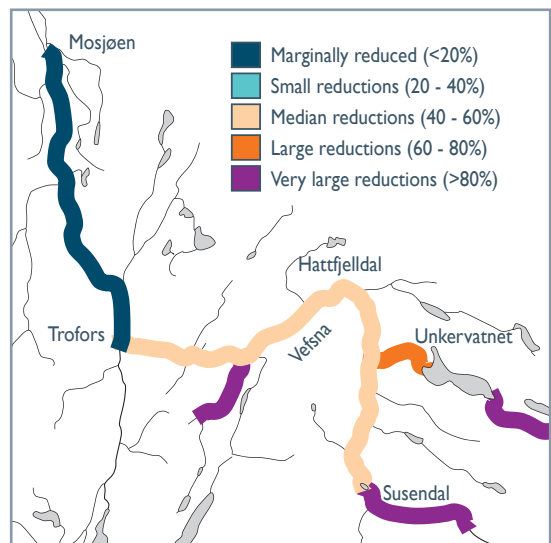 Mosjøen
Marginally reduced (<20%)
Small reductions (20 - 40%)
Median reductions (40 - 60%)
Large reductions (60 - 80%)
Very large reductions (>80%)
Hattfjelldal
Trofors
Vefsna
Unkervatnet
Susendal